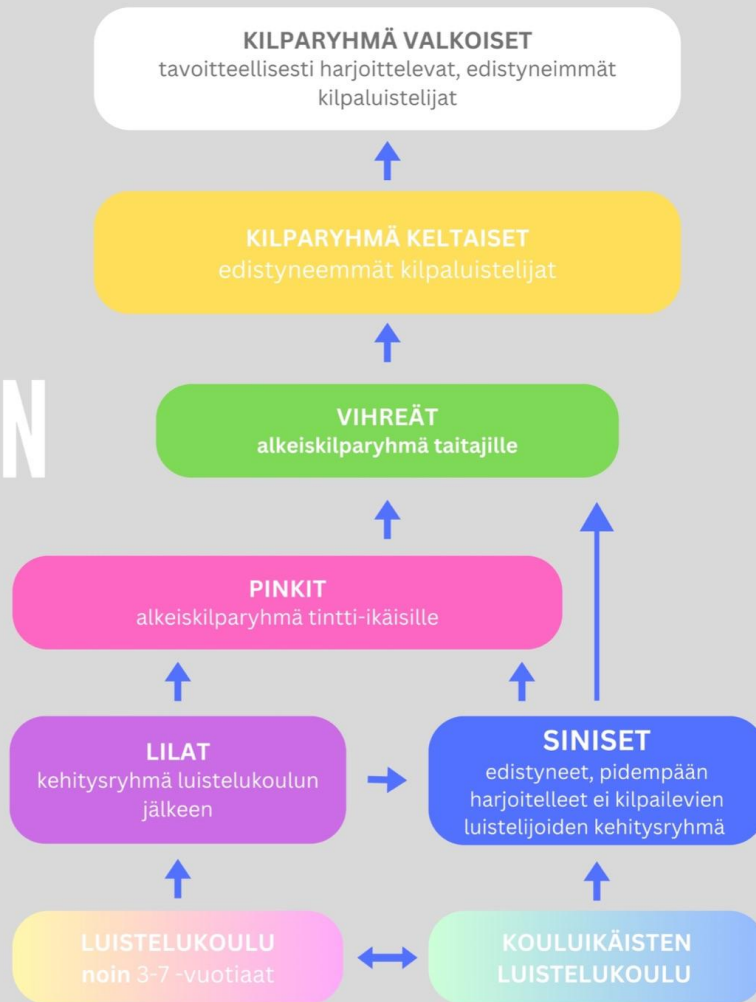 KILPARYHMÄ VALKOISET
tavoitteellisesti harjoittelevat, edistyneimmät
kilpaluistelijat
KILPARYHMÄ KELTAISET
edistyneemmät kilpaluistelijat
N
VIHREÄT
alkeiskilparyhmä taitajille
PINKIT
alkeiskilparyhmä tintti-ikäisille
LILAT
kehitysryhmä luistelukoulun
jälkeen
SINISET
edistyneet, pidempään
harjoitelleet ei kilpailevien
luistelijoiden kehitysryhmä
LUISTELUKOULU
noin 3-7 -vuotiaat
KOULUIKÄISTEN
LUISTELUKOULU